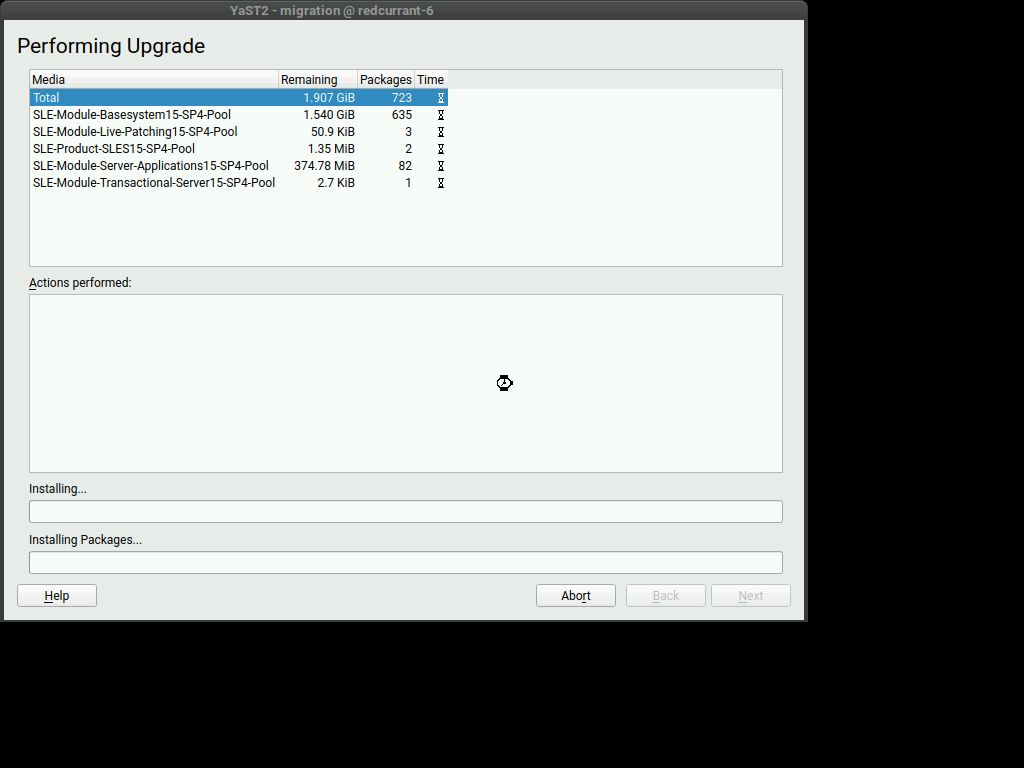 YaST2 - migration @ redcurrant-6
Performing Upgrade
Media Remaining Packages Time
Total 1.907 GiB 723
SLE-Module-Basesystem15-SP4-Pool 1.540 GiB 635
SLE-Module-Live-Patching15-SP4-Pool 50.9 KiB 3
SLE-Product-SLES15-SP4-Pool 1.35 MiB 2
SLE-Module-Server-Applications15-SP4-Pool 374.78 MiB 82
SLE-Module-Transactional-Server15-SP4-Pool 2.7 KiB 1
Actions performed:
Installing...
Installing Packages...
Help Abort Back Next